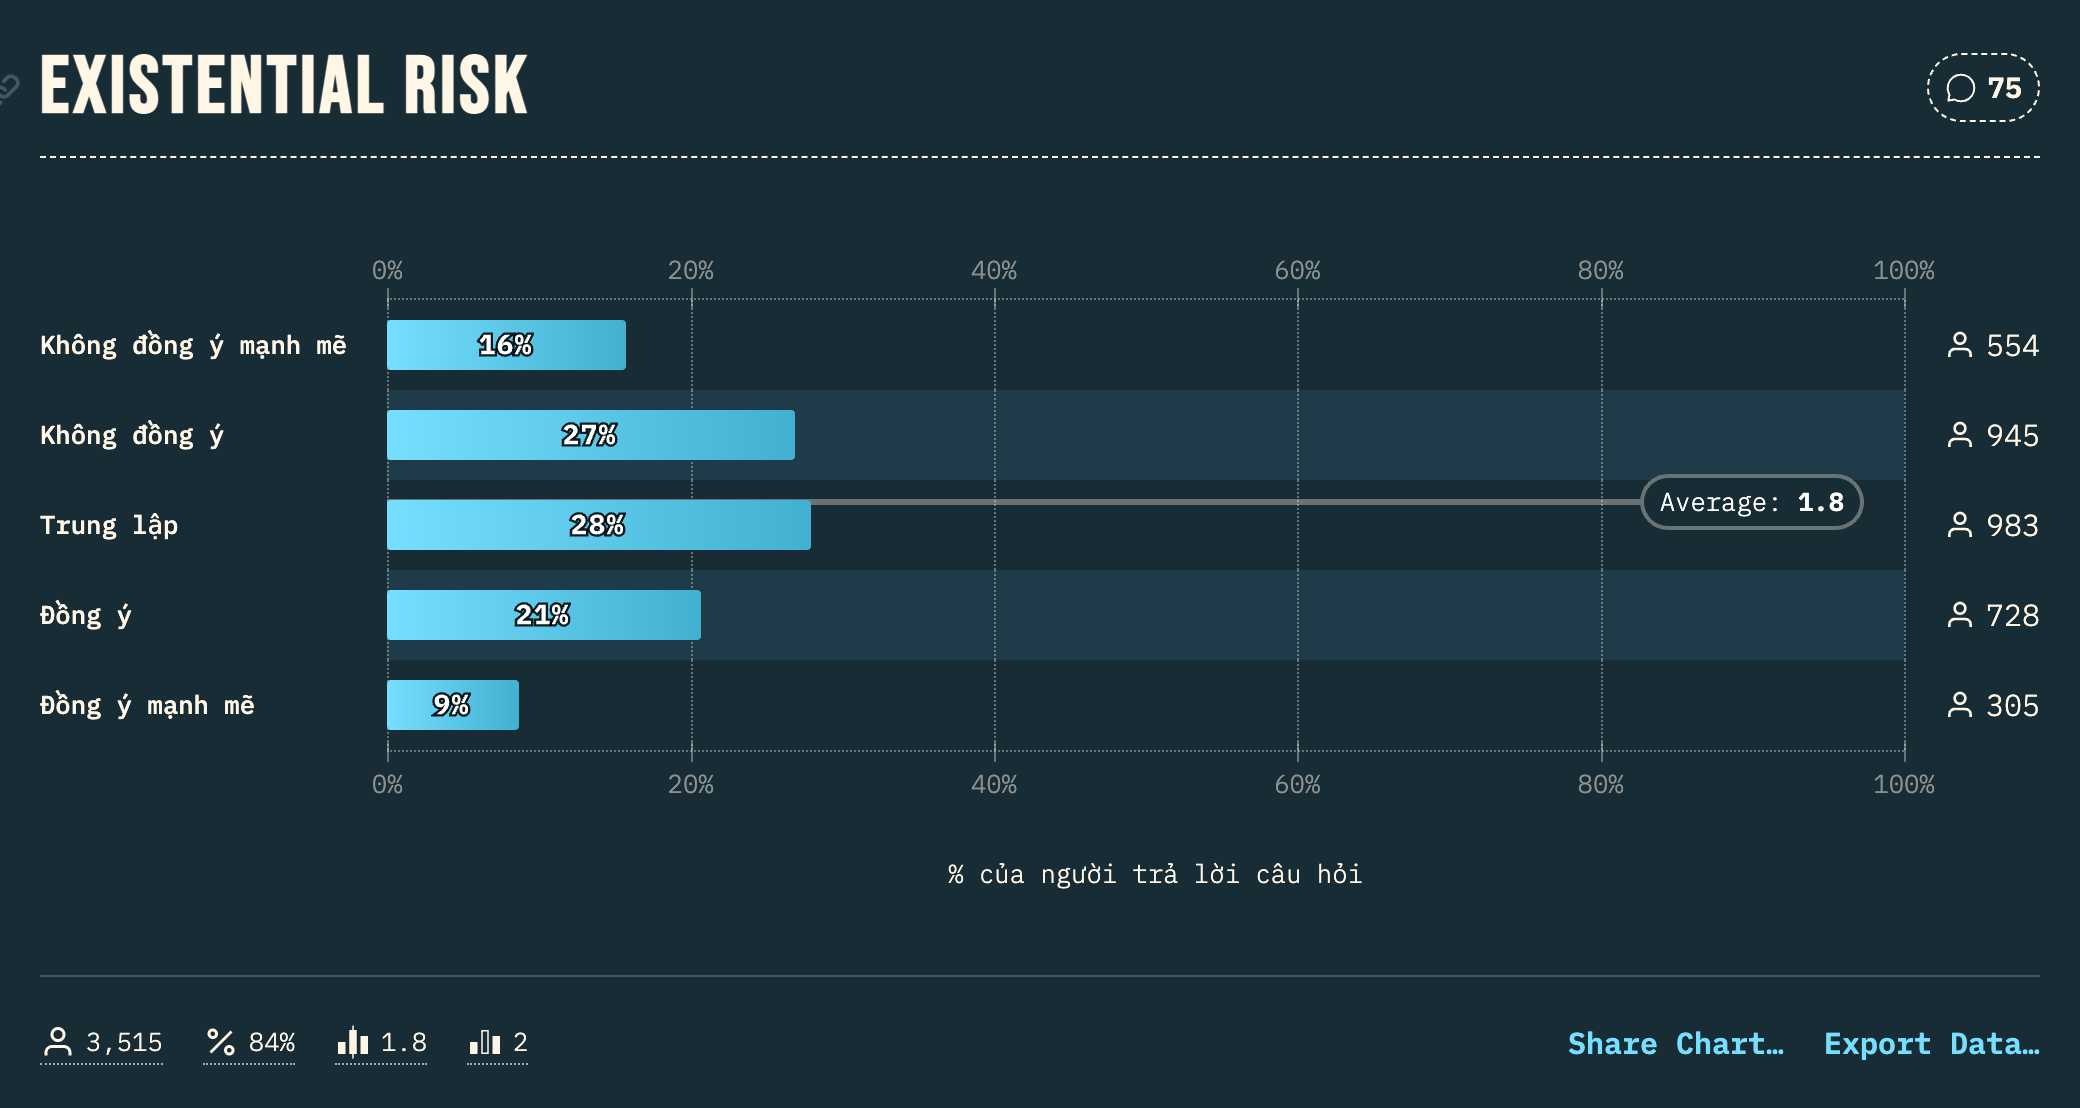 EXISTENTIAL RISK
75
0% 20% 40% 60% 80% 100%
Không đồng ý mạnh mẽ 16% 554
Không đồng ý 27% 945
Average: 1.8
Trung lập 28% 983
Đồng ý 21% 728
Đồng ý mạnh mẽ 9% 305
0% 20% 40% 60% 80% 100%
% của người trả lời câu hỏi
3,515 84% 1.8 2 Share Chart… Export Data…